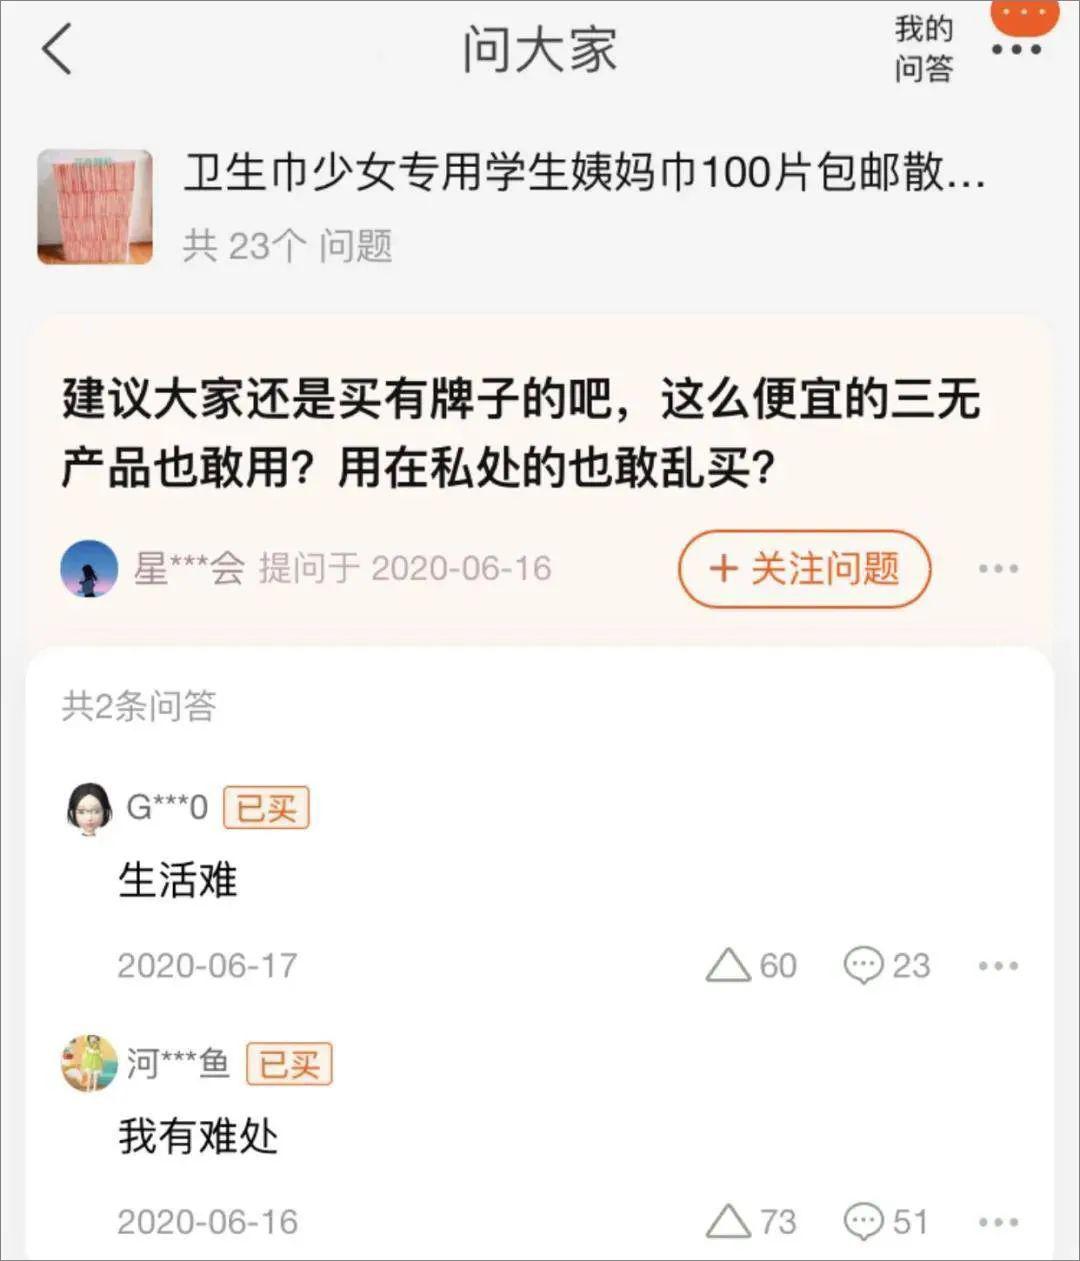 问大家
我的
问答
卫生巾少女专用学生姨妈巾100片包邮散...
共 23个 问题
建议大家还是买有牌子的吧，这么便宜的三无
产品也敢用？用在私处的也敢乱买？
星***会 提问于 2020-06-16
+ 关注问题
共2条问答
G***0 已买
生活难
2020-06-17
60
23
河***鱼 已买
我有难处
2020-06-16
73
51